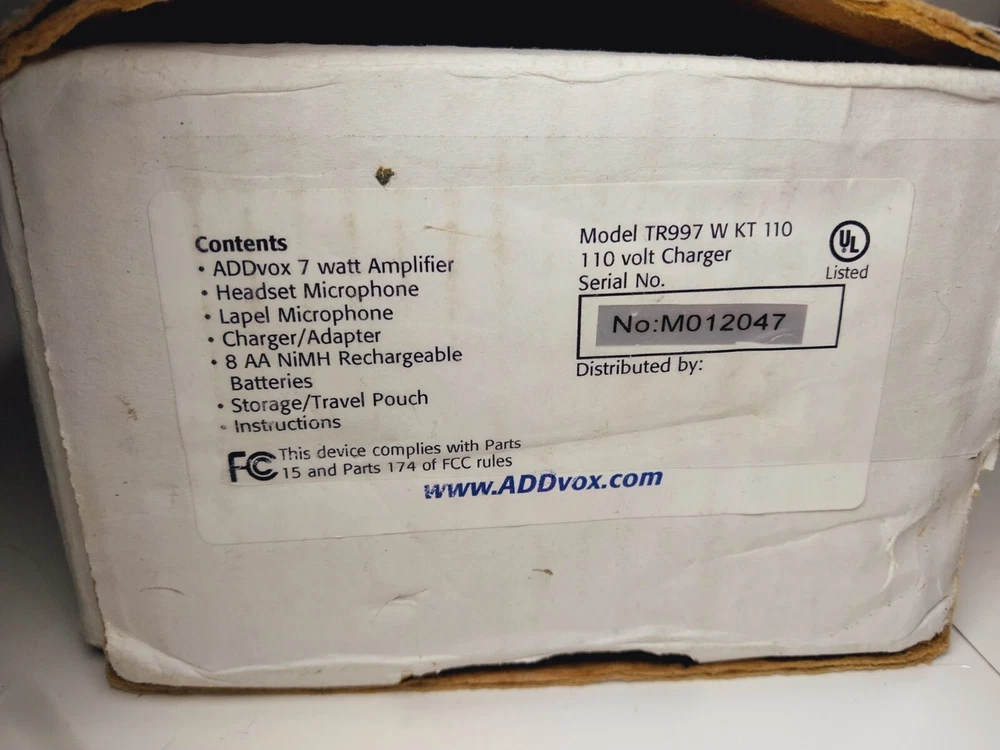 Contents
• ADDvox 7 watt Amplifier
• Headset Microphone
• Lapel Microphone
• Charger/Adapter
• 8 AA NiMH Rechargeable
Batteries
• Storage/Travel Pouch
• Instructions
FC This device complies with Parts
15 and Parts 174 of FCC rules
www.ADDvox.com
Model TR997 W KT 110
110 volt Charger
Serial No.
No:M012047
Distributed by:
UL
Listed